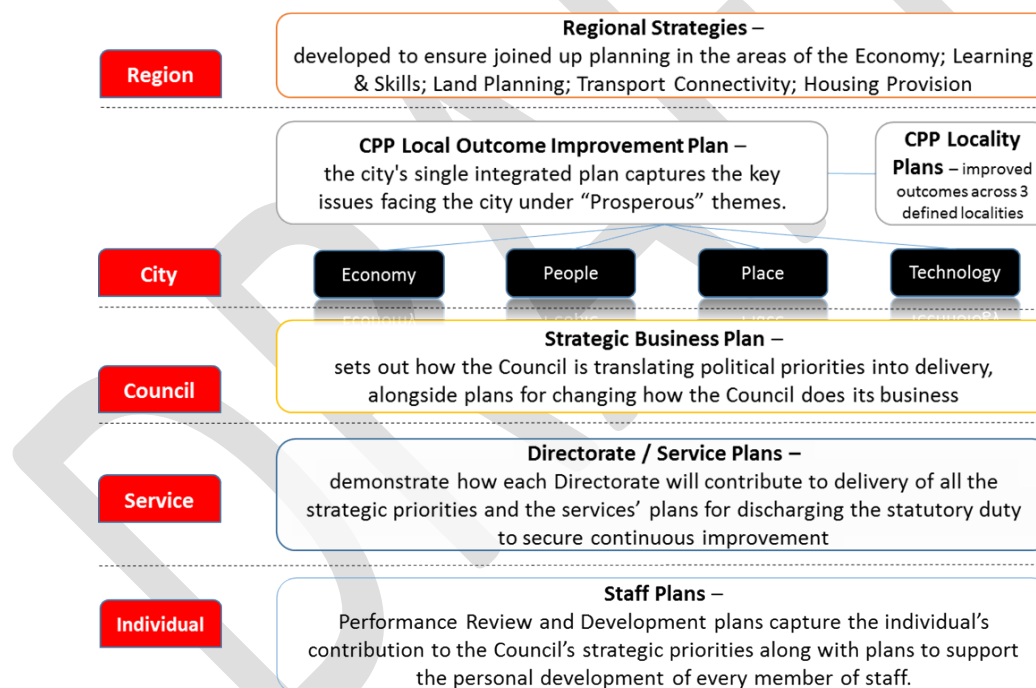 Region
Regional Strategies –
developed to ensure joined up planning in the areas of the Economy; Learning
& Skills; Land Planning; Transport Connectivity; Housing Provision
CPP Local Outcome Improvement Plan –
the city's single integrated plan captures the key
issues facing the city under “Prosperous” themes.
CPP Locality
Plans – improved
outcomes across 3
defined localities
City
Economy
People
Place
Technology
Council
Strategic Business Plan –
sets out how the Council is translating political priorities into delivery,
alongside plans for changing how the Council does its business
Service
Directorate / Service Plans –
demonstrate how each Directorate will contribute to delivery of all the
strategic priorities and the services’ plans for discharging the statutory duty
to secure continuous improvement
Individual
Staff Plans –
Performance Review and Development plans capture the individual’s
contribution to the Council’s strategic priorities along with plans to support
the personal development of every member of staff.